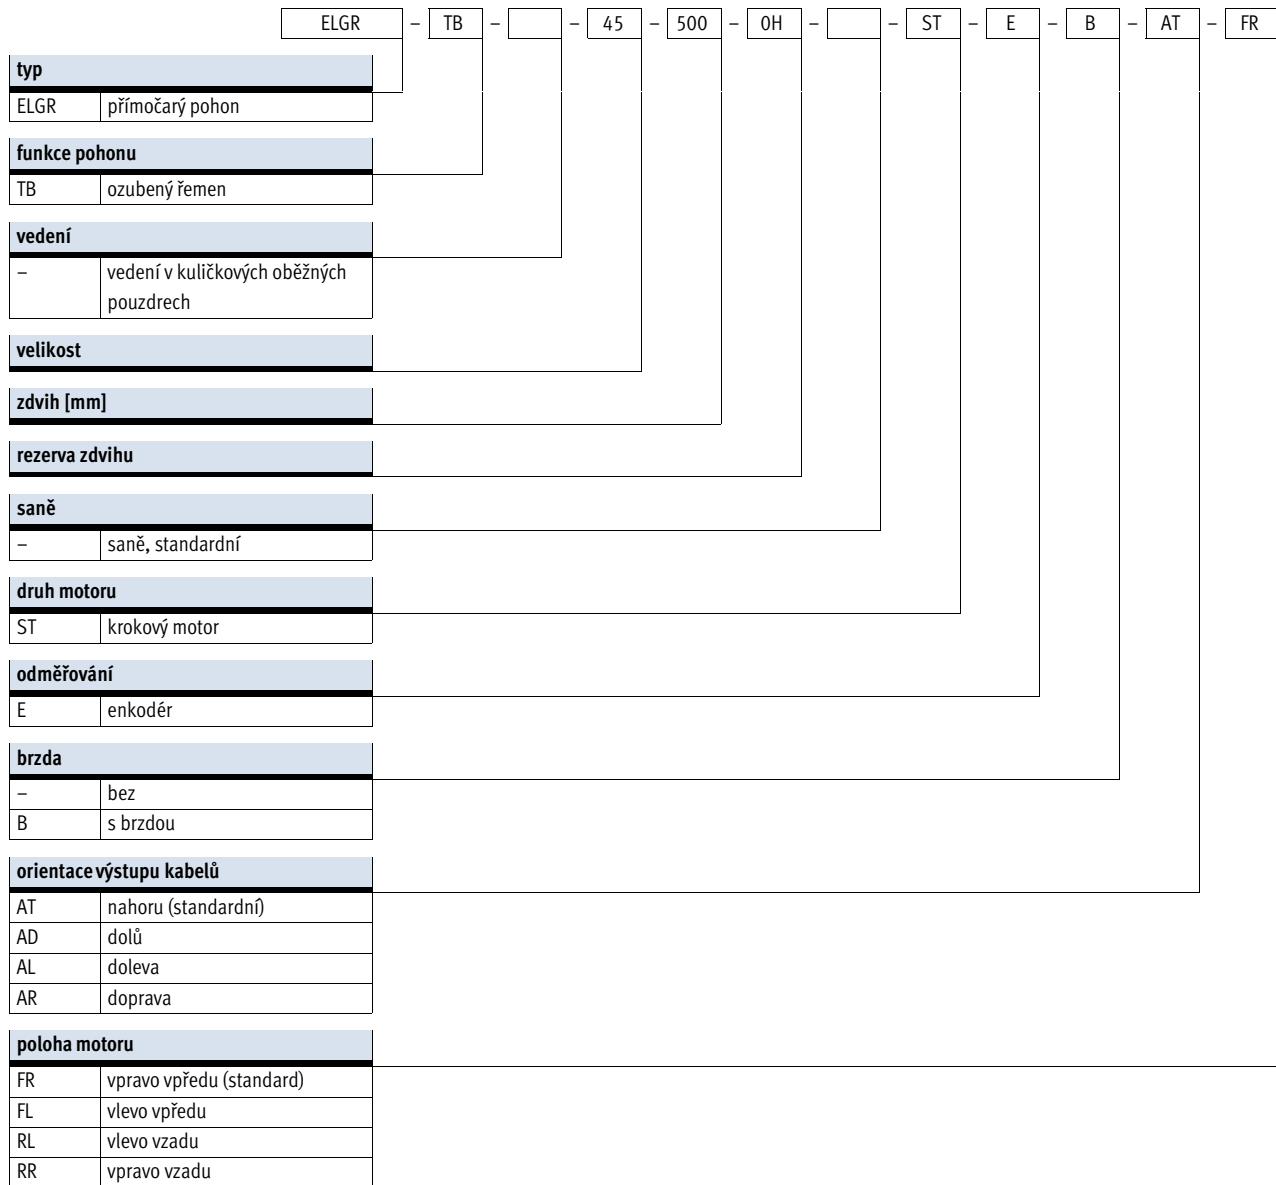 ELGR – TB – – 45 – 500 – 0H – – ST – E – B – AT – FR
typ
ELGR přímočarý pohon
funkce pohonu
TB ozubený řemen
vedení
– vedení v kuličkových oběžných
pouzdrech
velikost
zdvih [mm]
rezerva zdvihu
saně
– saně, standardní
druh motoru
ST krokový motor
odměřování
E enkodér
brzda
– bez
B s brzdou
orientace výstupu kabelů
AT nahoru (standardní)
AD dolů
AL doleva
AR doprava
poloha motoru
FR vpravo vpředu (standard)
FL vlevo vpředu
RL vlevo vzadu
RR vpravo vzadu